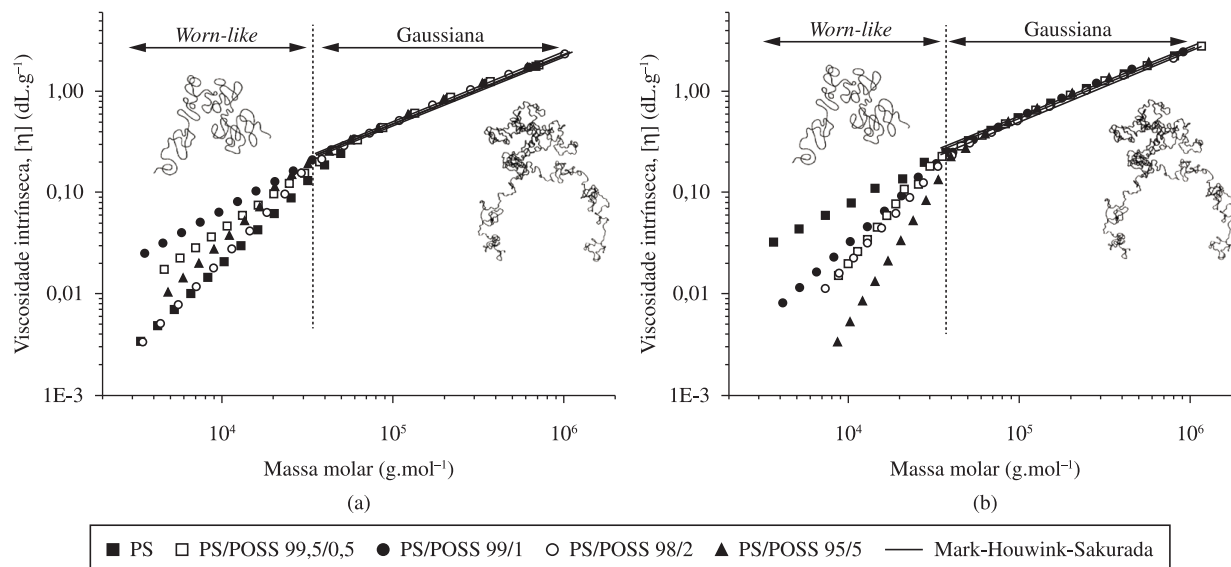 Worn-like
Gaussiana
1,00
0,10
0,01
1E-3
Viscosidade intrínseca, [η] (dL.g⁻¹)
10⁴
10⁵
10⁶
Massa molar (g.mol⁻¹)
(a)
Worn-like
Gaussiana
1,00
0,10
0,01
1E-3
Viscosidade intrínseca, [η] (dL.g⁻¹)
10⁴
10⁵
10⁶
Massa molar (g.mol⁻¹)
(b)
PS PS/POSS 99,5/0,5 PS/POSS 99/1 PS/POSS 98/2 PS/POSS 95/5 Mark-Houwink-Sakurada